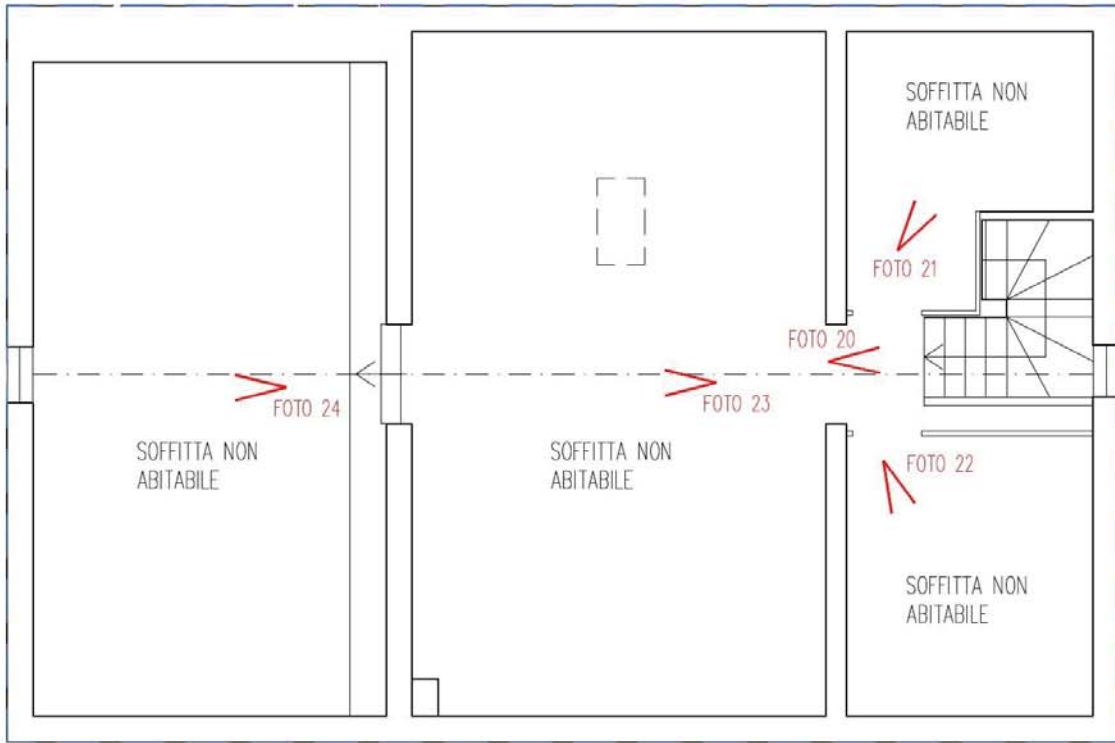 SOFFITTA NON
ABITABILE
FOTO 21
FOTO 20
FOTO 24
FOTO 23
SOFFITTA NON
ABITABILE
SOFFITTA NON
ABITABILE
FOTO 22
SOFFITTA NON
ABITABILE